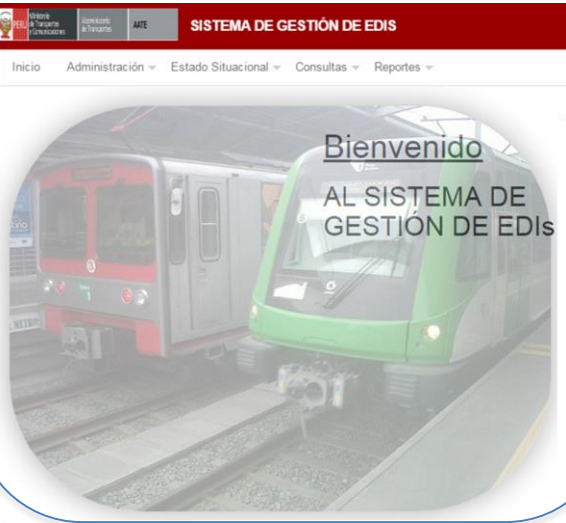 PERÚ
Ministerio
de Transportes
y Comunicaciones
Viceministerio
de Transportes
AATE
SISTEMA DE GESTIÓN DE EDIS
Inicio
Administración
Estado Situacional
Consultas
Reportes
Bienvenido
AL SISTEMA DE
GESTIÓN DE EDIs
1